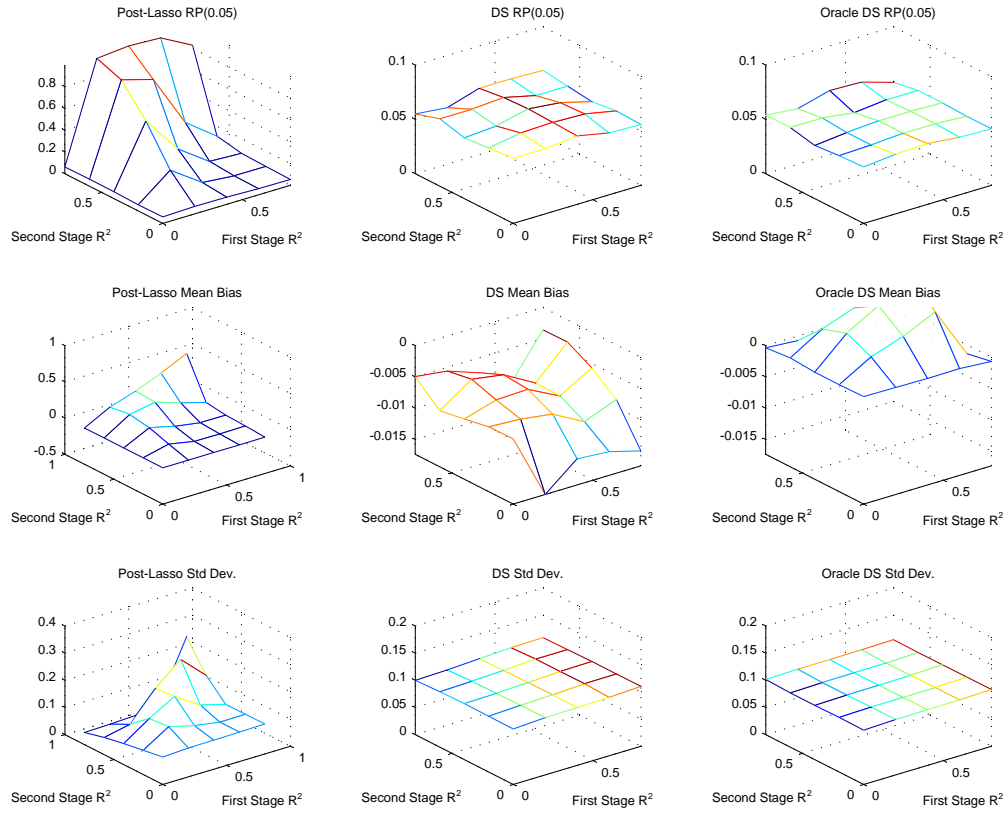 Post-Lasso RP(0.05)
0.8
0.6
0.4
0.2
0
0.5
0
0
0.5
Second Stage R²
First Stage R²
DS RP(0.05)
0.1
0.05
0
0.5
0
0
0.5
Second Stage R²
First Stage R²
Oracle DS RP(0.05)
0.1
0.05
0
0.5
0
0
0.5
Second Stage R²
First Stage R²
Post-Lasso Mean Bias
1
0.5
0
-0.5
1
0.5
0
0
0.5
1
Second Stage R²
First Stage R²
DS Mean Bias
0
-0.005
-0.01
-0.015
0.5
0
0
0.5
Second Stage R²
First Stage R²
Oracle DS Mean Bias
0
-0.005
-0.01
-0.015
0.5
0
0
0.5
Second Stage R²
First Stage R²
Post-Lasso Std Dev.
0.4
0.3
0.2
0.1
0
1
0.5
0
0
0.5
1
Second Stage R²
First Stage R²
DS Std Dev.
0.2
0.15
0.1
0.05
0
0.5
0
0
0.5
Second Stage R²
First Stage R²
Oracle DS Std Dev.
0.2
0.15
0.1
0.05
0
0.5
0
0
0.5
Second Stage R²
First Stage R²